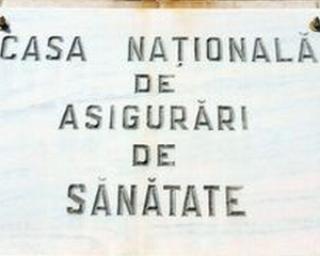 CASA NAȚIONALĂ
DE
ASIGURĂRI
DE
SĂNĂTATE